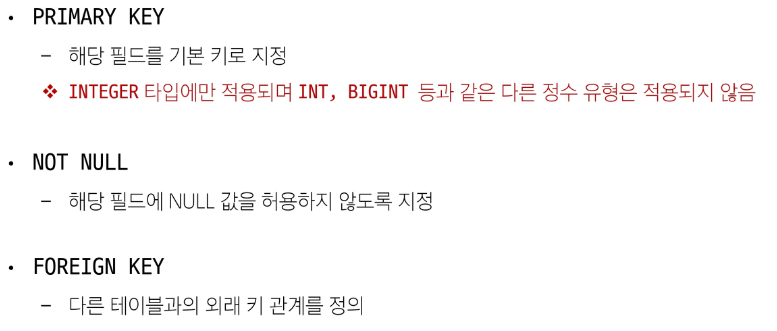 • PRIMARY KEY
– 해당 필드를 기본 키로 지정
❖ INTEGER 타입에만 적용되며 INT, BIGINT 등과 같은 다른 정수 유형은 적용되지 않음
• NOT NULL
– 해당 필드에 NULL 값을 허용하지 않도록 지정
• FOREIGN KEY
– 다른 테이블과의 외래 키 관계를 정의